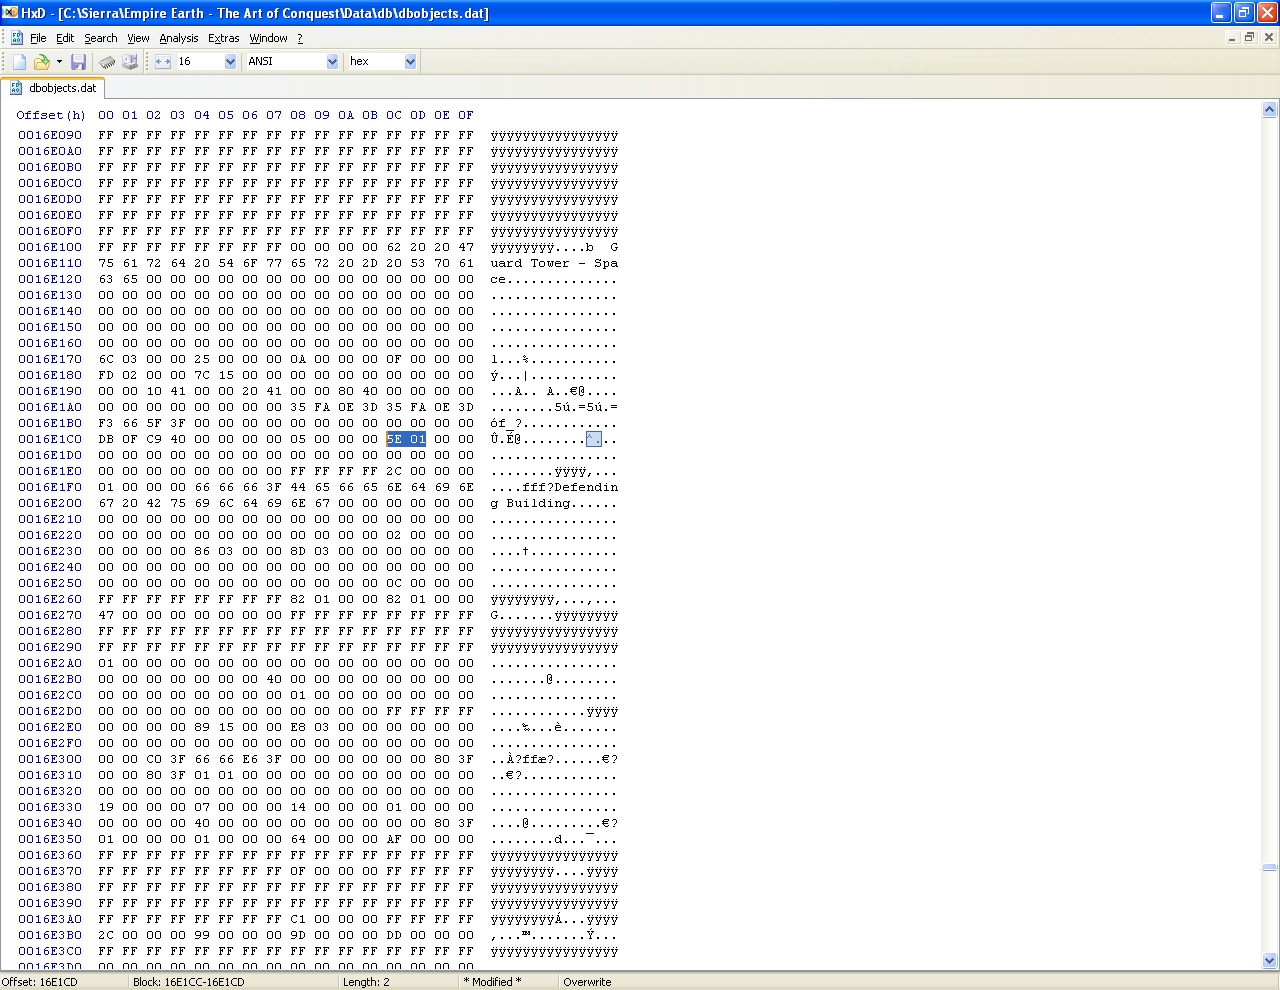 HxD - [C:\Sierra\Empire Earth - The Art of Conquest\Data\db\dbobjects.dat]
File Edit Search View Analysis Extras Window ?
16 ANSI hex
dbobjects.dat
Offset(h) 00 01 02 03 04 05 06 07 08 09 0A 0B 0C 0D 0E 0F
0016E090 FF FF FF FF FF FF FF FF FF FF FF FF FF FF FF FF ÿÿÿÿÿÿÿÿÿÿÿÿÿÿÿÿ
0016E0A0 FF FF FF FF FF FF FF FF FF FF FF FF FF FF FF FF ÿÿÿÿÿÿÿÿÿÿÿÿÿÿÿÿ
0016E0B0 FF FF FF FF FF FF FF FF FF FF FF FF FF FF FF FF ÿÿÿÿÿÿÿÿÿÿÿÿÿÿÿÿ
0016E0C0 FF FF FF FF FF FF FF FF FF FF FF FF FF FF FF FF ÿÿÿÿÿÿÿÿÿÿÿÿÿÿÿÿ
0016E0D0 FF FF FF FF FF FF FF FF FF FF FF FF FF FF FF FF ÿÿÿÿÿÿÿÿÿÿÿÿÿÿÿÿ
0016E0E0 FF FF FF FF FF FF FF FF FF FF FF FF FF FF FF FF ÿÿÿÿÿÿÿÿÿÿÿÿÿÿÿÿ
0016E0F0 FF FF FF FF FF FF FF FF FF FF FF FF FF FF FF FF ÿÿÿÿÿÿÿÿÿÿÿÿÿÿÿÿ
0016E100 FF FF FF FF FF FF FF FF 00 00 00 00 62 20 20 47 ÿÿÿÿÿÿÿÿ....b  G
0016E110 75 61 72 64 20 54 6F 77 65 72 20 2D 20 53 70 61 uard Tower - Spa
0016E120 63 65 00 00 00 00 00 00 00 00 00 00 00 00 00 00 ce..............
0016E130 00 00 00 00 00 00 00 00 00 00 00 00 00 00 00 00 ................
0016E140 00 00 00 00 00 00 00 00 00 00 00 00 00 00 00 00 ................
0016E150 00 00 00 00 00 00 00 00 00 00 00 00 00 00 00 00 ................
0016E160 00 00 00 00 00 00 00 00 00 00 00 00 00 00 00 00 ................
0016E170 6C 03 00 00 25 00 00 00 0A 00 00 00 0F 00 00 00 l...%...........
0016E180 FD 02 00 00 7C 15 00 00 00 00 00 00 00 00 00 00 ý...|...........
0016E190 00 00 10 41 00 00 20 41 00 00 80 40 00 00 00 00 ...A.. A..€@....
0016E1A0 00 00 00 00 00 00 00 00 35 FA 0E 3D 35 FA 0E 3D ........5ú.=5ú.=
0016E1B0 F3 66 5F 3F 00 00 00 00 00 00 00 00 00 00 00 00 óf_?............
0016E1C0 DB 0F C9 40 00 00 00 00 05 00 00 00 5E 01 00 00 Û.É@........^...
0016E1D0 00 00 00 00 00 00 00 00 00 00 00 00 00 00 00 00 ................
0016E1E0 00 00 00 00 00 00 00 00 FF FF FF FF 2C 00 00 00 ........ÿÿÿÿ,...
0016E1F0 01 00 00 00 66 66 66 3F 44 65 66 65 6E 64 69 6E ....fff?Defendin
0016E200 67 20 42 75 69 6C 64 69 6E 67 00 00 00 00 00 00 g Building......
0016E210 00 00 00 00 00 00 00 00 00 00 00 00 00 00 00 00 ................
0016E220 00 00 00 00 00 00 00 00 00 00 00 00 02 00 00 00 ................
0016E230 00 00 00 00 86 03 00 00 8D 03 00 00 00 00 00 00 ....†...........
0016E240 00 00 00 00 00 00 00 00 00 00 00 00 00 00 00 00 ................
0016E250 00 00 00 00 00 00 00 00 00 00 00 00 0C 00 00 00 ................
0016E260 FF FF FF FF FF FF FF FF 82 01 00 00 82 01 00 00 ÿÿÿÿÿÿÿÿ‚...‚...
0016E270 47 00 00 00 00 00 00 00 FF FF FF FF FF FF FF FF G.......ÿÿÿÿÿÿÿÿ
0016E280 FF FF FF FF FF FF FF FF FF FF FF FF FF FF FF FF ÿÿÿÿÿÿÿÿÿÿÿÿÿÿÿÿ
0016E290 FF FF FF FF FF FF FF FF FF FF FF FF FF FF FF FF ÿÿÿÿÿÿÿÿÿÿÿÿÿÿÿÿ
0016E2A0 01 00 00 00 00 00 00 00 00 00 00 00 00 00 00 00 ................
0016E2B0 00 00 00 00 00 00 00 40 00 00 00 00 00 00 00 00 .......@........
0016E2C0 00 00 00 00 00 00 00 00 01 00 00 00 00 00 00 00 ................
0016E2D0 00 00 00 00 00 00 00 00 00 00 00 00 FF FF FF FF ............ÿÿÿÿ
0016E2E0 00 00 00 00 89 15 00 00 E8 03 00 00 00 00 00 00 ....‰...è.......
0016E2F0 00 00 00 00 00 00 00 00 00 00 00 00 00 00 00 00 ................
0016E300 00 00 C0 3F 66 66 E6 3F 00 00 00 00 00 00 80 3F ..À?ffæ?......€?
0016E310 00 00 80 3F 01 01 00 00 00 00 00 00 00 00 00 00 ..€?............
0016E320 00 00 00 00 00 00 00 00 00 00 00 00 00 00 00 00 ................
0016E330 19 00 00 00 07 00 00 00 14 00 00 00 01 00 00 00 ................
0016E340 00 00 00 00 40 00 00 00 00 00 00 00 00 00 80 3F ....@.........€?
0016E350 01 00 00 00 01 00 00 00 64 00 00 00 AF 00 00 00 ........d...¯...
0016E360 FF FF FF FF FF FF FF FF FF FF FF FF FF FF FF FF ÿÿÿÿÿÿÿÿÿÿÿÿÿÿÿÿ
0016E370 FF FF FF FF FF FF FF FF 0F 00 00 00 FF FF FF FF ÿÿÿÿÿÿÿÿ....ÿÿÿÿ
0016E380 FF FF FF FF FF FF FF FF FF FF FF FF FF FF FF FF ÿÿÿÿÿÿÿÿÿÿÿÿÿÿÿÿ
0016E390 FF FF FF FF FF FF FF FF FF FF FF FF FF FF FF FF ÿÿÿÿÿÿÿÿÿÿÿÿÿÿÿÿ
0016E3A0 FF FF FF FF FF FF FF FF C1 00 00 00 FF FF FF FF ÿÿÿÿÿÿÿÿÁ...ÿÿÿÿ
0016E3B0 2C 00 00 00 99 00 00 00 9D 00 00 00 DD 00 00 00 ,...™.......Ý...
0016E3C0 FF FF FF FF FF FF FF FF FF FF FF FF FF FF FF FF ÿÿÿÿÿÿÿÿÿÿÿÿÿÿÿÿ
0016E3D0 00 00 00 00 00 00 00 00 00 00 00 00 00 00 00 00
Offset: 16E1CD Block: 16E1CC-16E1CD Length: 2 * Modified * Overwrite